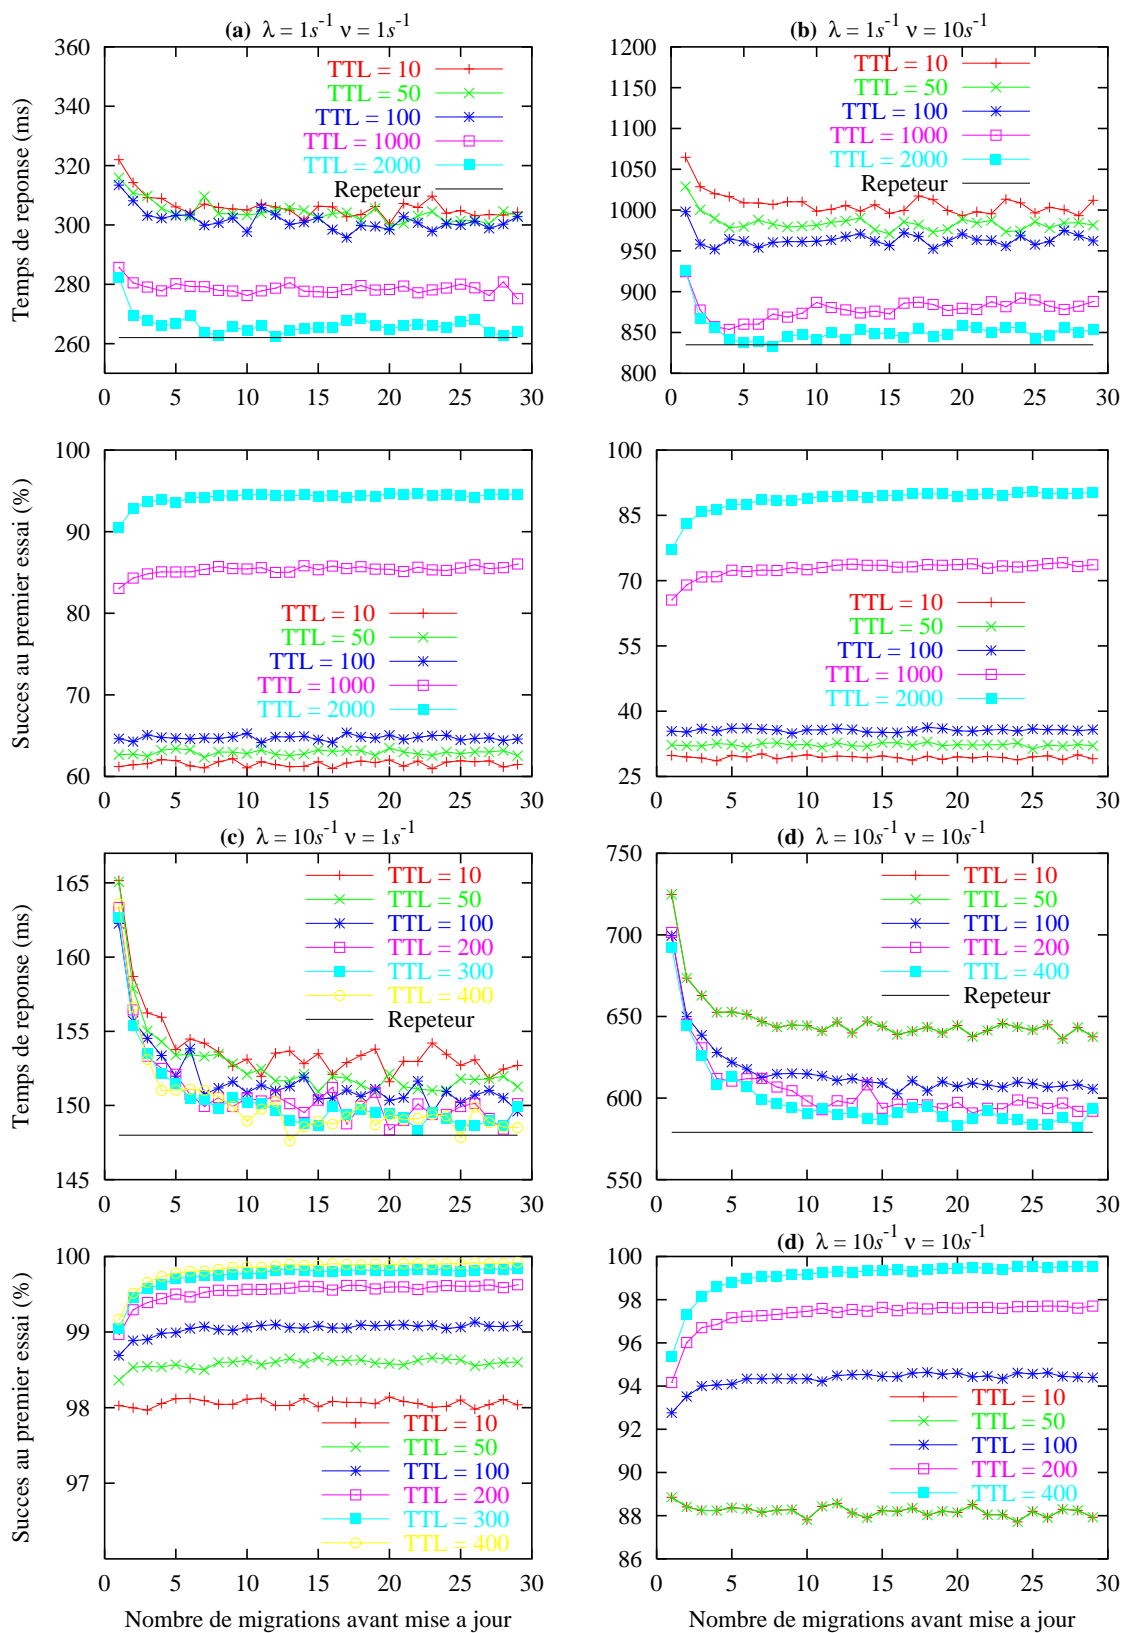 (a) λ = 1s⁻¹ ν = 1s⁻¹
Temps de reponse (ms)
360
340
320
300
280
260
TTL = 10
TTL = 50
TTL = 100
TTL = 1000
TTL = 2000
Repeteur
0 5 10 15 20 25 30
(b) λ = 1s⁻¹ ν = 10s⁻¹
1200
1150
1100
1050
1000
950
900
850
800
TTL = 10
TTL = 50
TTL = 100
TTL = 1000
TTL = 2000
Repeteur
0 5 10 15 20 25 30
Succes au premier essai (%)
100
90
80
70
60
TTL = 10
TTL = 50
TTL = 100
TTL = 1000
TTL = 2000
0 5 10 15 20 25 30
100
85
70
55
40
25
TTL = 10
TTL = 50
TTL = 100
TTL = 1000
TTL = 2000
0 5 10 15 20 25 30
(c) λ = 10s⁻¹ ν = 1s⁻¹
Temps de reponse (ms)
165
160
155
150
145
TTL = 10
TTL = 50
TTL = 100
TTL = 200
TTL = 300
TTL = 400
Repeteur
0 5 10 15 20 25 30
(d) λ = 10s⁻¹ ν = 10s⁻¹
750
700
650
600
550
TTL = 10
TTL = 50
TTL = 100
TTL = 200
TTL = 400
Repeteur
0 5 10 15 20 25 30
Succes au premier essai (%)
100
99
98
97
TTL = 10
TTL = 50
TTL = 100
TTL = 200
TTL = 300
TTL = 400
0 5 10 15 20 25 30
Nombre de migrations avant mise a jour
(d) λ = 10s⁻¹ ν = 10s⁻¹
100
98
96
94
92
90
88
86
TTL = 10
TTL = 50
TTL = 100
TTL = 200
TTL = 400
0 5 10 15 20 25 30
Nombre de migrations avant mise a jour